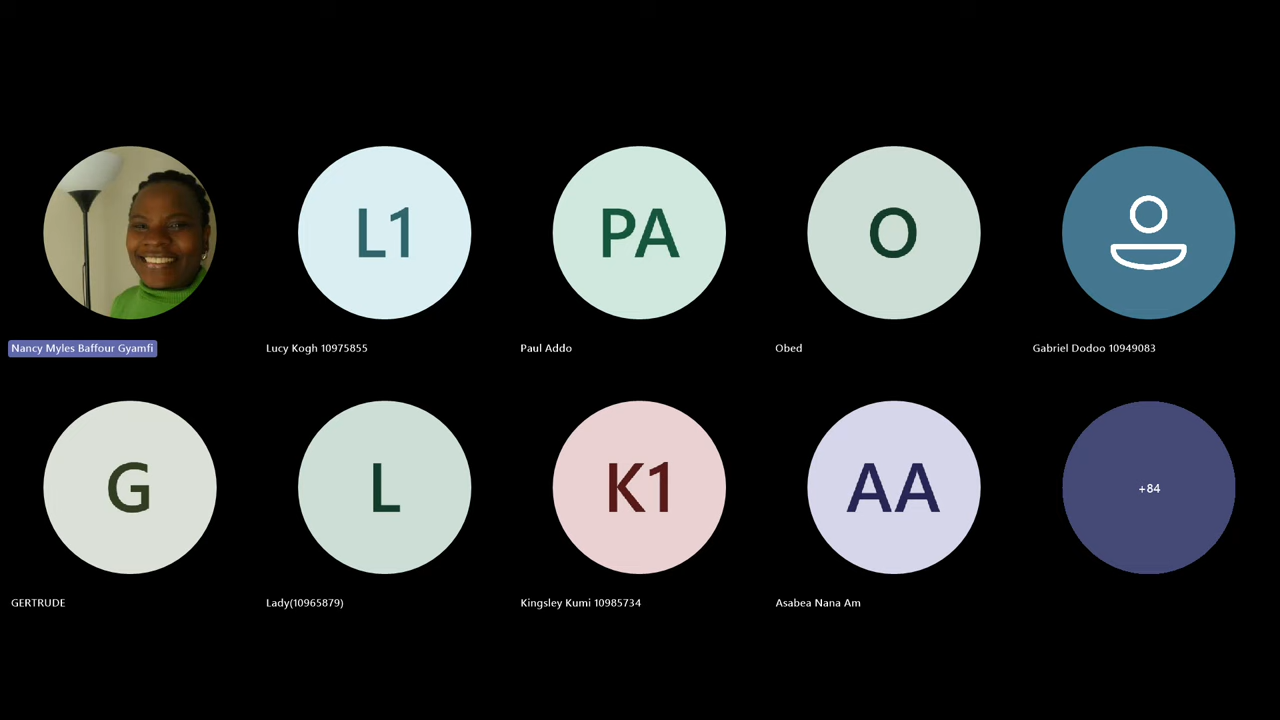 L1
PA
O
Nancy Myles Baffour Gyamfi
Lucy Kogh 10975855
Paul Addo
Obed
Gabriel Dodoo 10949083
G
L
K1
AA
+84
GERTRUDE
Lady(10965879)
Kingsley Kumi 10985734
Asabea Nana Am